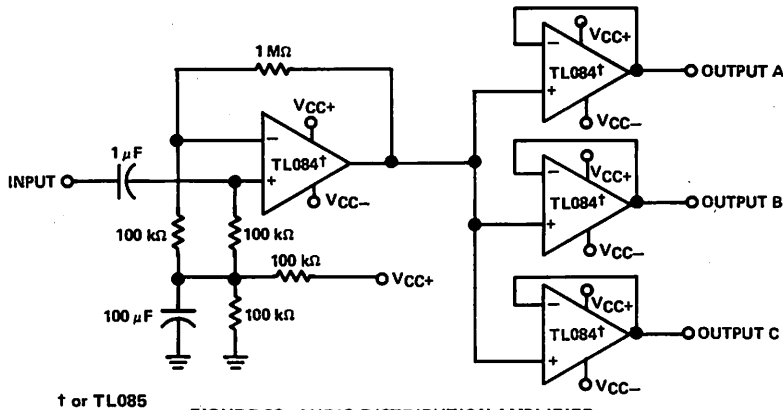 1 MΩ
VCC+
TL084†
VCC−
1 μF
INPUT
100 kΩ
100 kΩ
100 kΩ
VCC+
100 μF
100 kΩ
VCC+
TL084†
VCC−
OUTPUT A
VCC+
TL084†
VCC−
OUTPUT B
VCC+
TL084†
VCC−
OUTPUT C
† or TL085